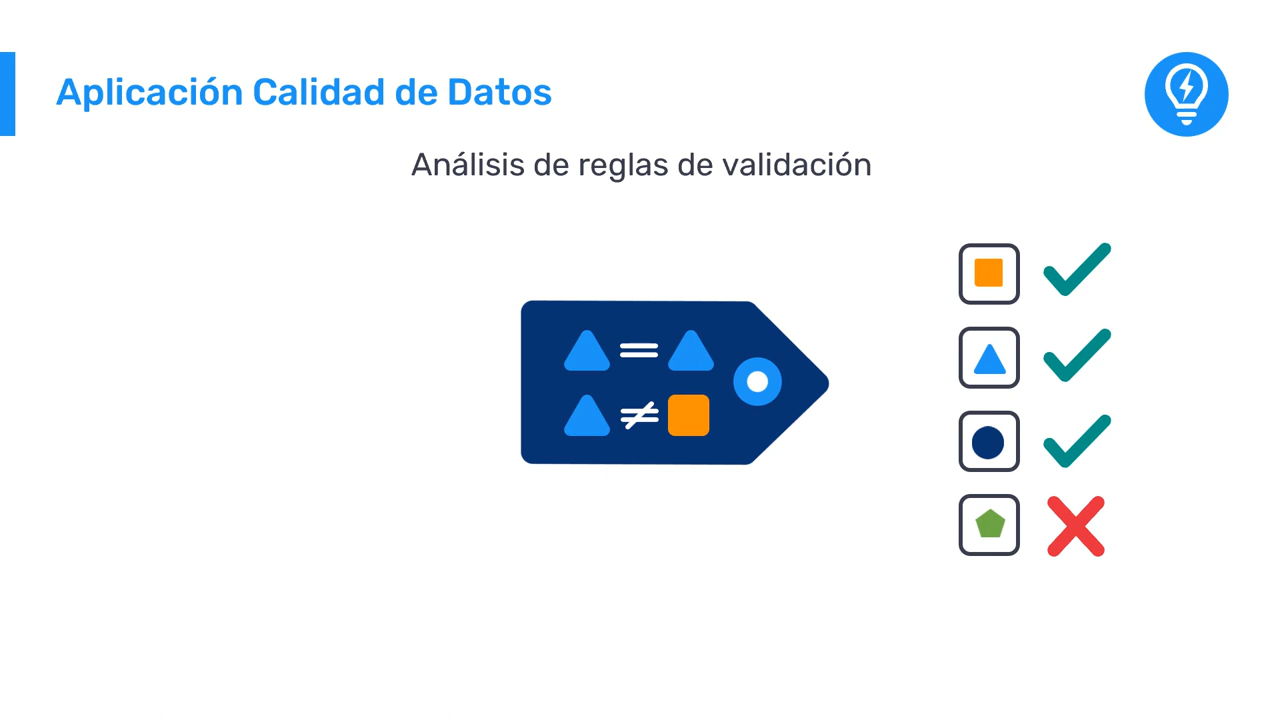 Aplicación Calidad de Datos
Análisis de reglas de validación